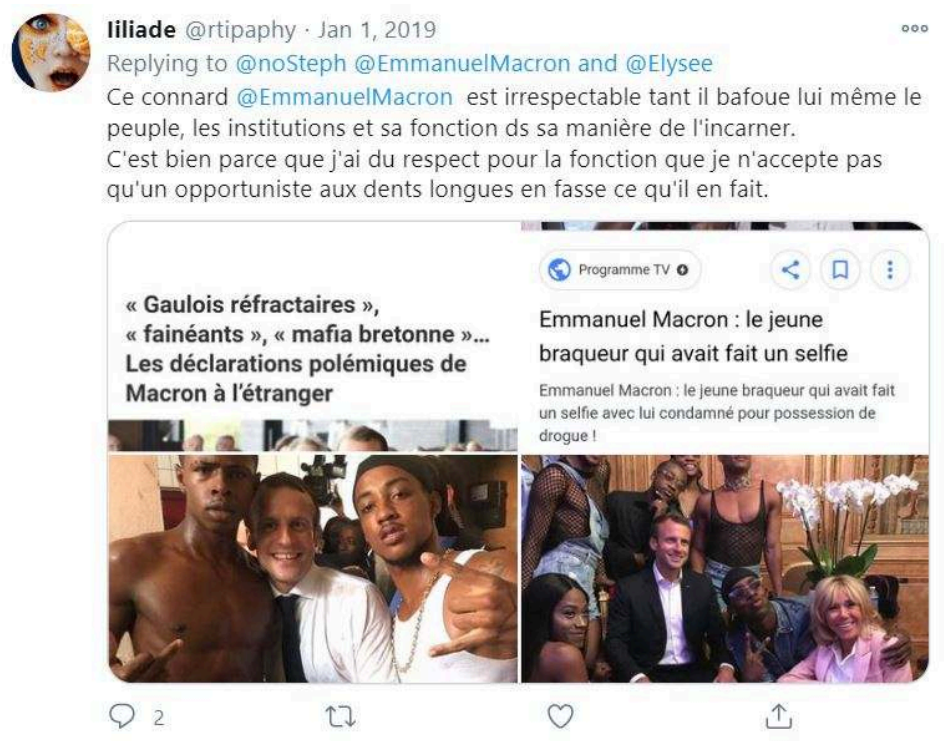 liliade @rtipaphy · Jan 1, 2019
Replying to @noSteph @EmmanuelMacron and @Elysee
Ce connard @EmmanuelMacron est irrespectable tant il bafoue lui même le
peuple, les institutions et sa fonction ds sa manière de l'incarner.
C'est bien parce que j'ai du respect pour la fonction que je n'accepte pas
qu'un opportuniste aux dents longues en fasse ce qu'il en fait.
« Gaulois réfractaires »,
« fainéants », « mafia bretonne »...
Les déclarations polémiques de
Macron à l'étranger
Programme TV
Emmanuel Macron : le jeune
braqueur qui avait fait un selfie
Emmanuel Macron : le jeune braqueur qui avait fait
un selfie avec lui condamné pour possession de
drogue !
2